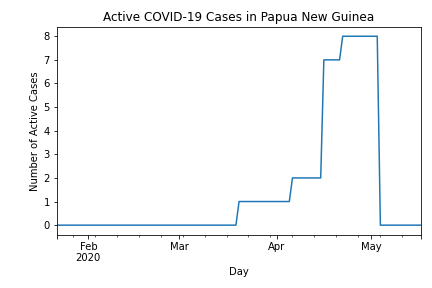 Active COVID-19 Cases in Papua New Guinea
8
7
6
5
4
3
2
1
0
Number of Active Cases
Feb Mar Apr May
2020
Day